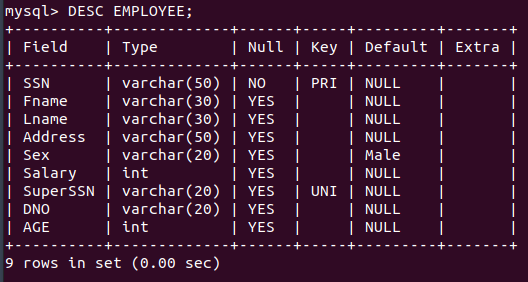 mysql> DESC EMPLOYEE;
+----------+-------------+------+-----+---------+-------+
| Field    | Type        | Null | Key | Default | Extra |
+----------+-------------+------+-----+---------+-------+
| SSN      | varchar(50) | NO   | PRI | NULL    |       |
| Fname    | varchar(30) | YES  |     | NULL    |       |
| Lname    | varchar(30) | YES  |     | NULL    |       |
| Address  | varchar(50) | YES  |     | NULL    |       |
| Sex      | varchar(20) | YES  |     | Male    |       |
| Salary   | int         | YES  |     | NULL    |       |
| SuperSSN | varchar(20) | YES  | UNI | NULL    |       |
| DNO      | varchar(20) | YES  |     | NULL    |       |
| AGE      | int         | YES  |     | NULL    |       |
+----------+-------------+------+-----+---------+-------+
9 rows in set (0.00 sec)